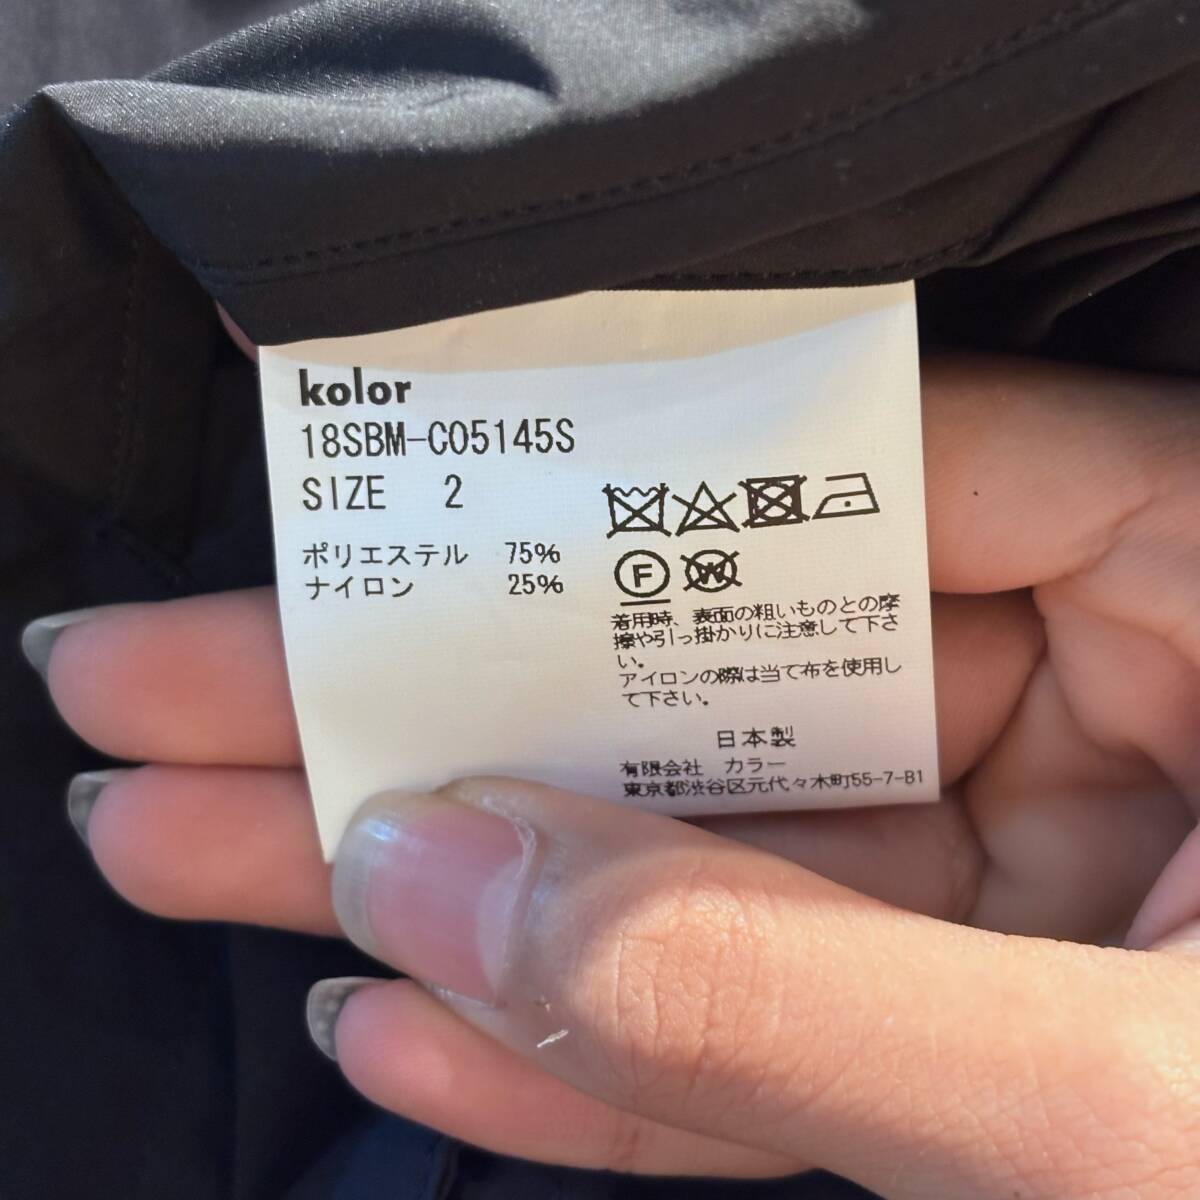 kolor
18SBM-C05145S
SIZE 2
ポリエステル 75%
ナイロン 25%
F
W
着用時、表面の粗いものとの摩
擦や引っ掛かりに注意して下さ
い。
アイロンの際は当て布を使用し
て下さい。
日本製
有限会社 カラー
東京都渋谷区元代々木町55-7-B1